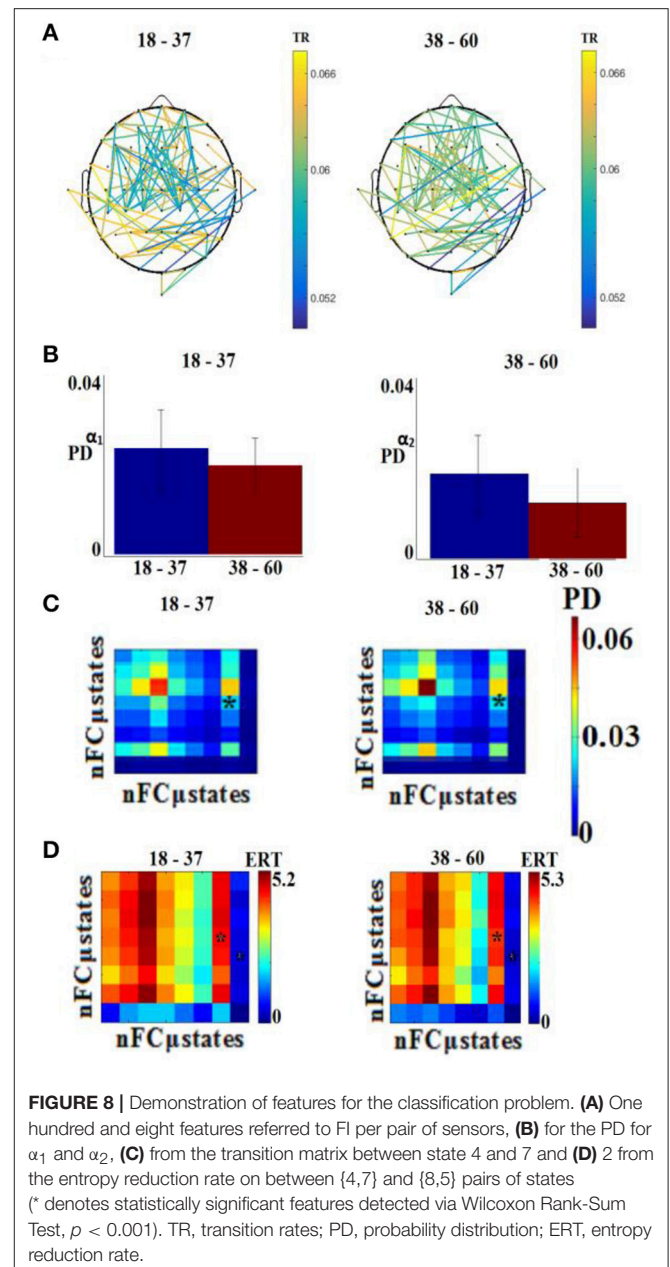 A
18 - 37
TR
38 - 60
TR
0.066
0.06
0.052
0.066
0.06
0.052
B
18 - 37
38 - 60
0.04
PD α1
0
18 - 37 38 - 60
0.04
PD α2
0
18 - 37 38 - 60
C
18 - 37
38 - 60
PD
nFCμstates
*
nFCμstates
nFCμstates
*
nFCμstates
0.06
0.03
0
D
18 - 37
ERT
38 - 60
ERT
nFCμstates
*
*
nFCμstates
5.2
0
nFCμstates
*
*
nFCμstates
5.3
0
FIGURE 8 | Demonstration of features for the classification problem. (A) One
hundred and eight features referred to FI per pair of sensors, (B) for the PD for
α1 and α2, (C) from the transition matrix between state 4 and 7 and (D) 2 from
the entropy reduction rate on between {4,7} and {8,5} pairs of states
(* denotes statistically significant features detected via Wilcoxon Rank-Sum
Test, p < 0.001). TR, transition rates; PD, probability distribution; ERT, entropy
reduction rate.